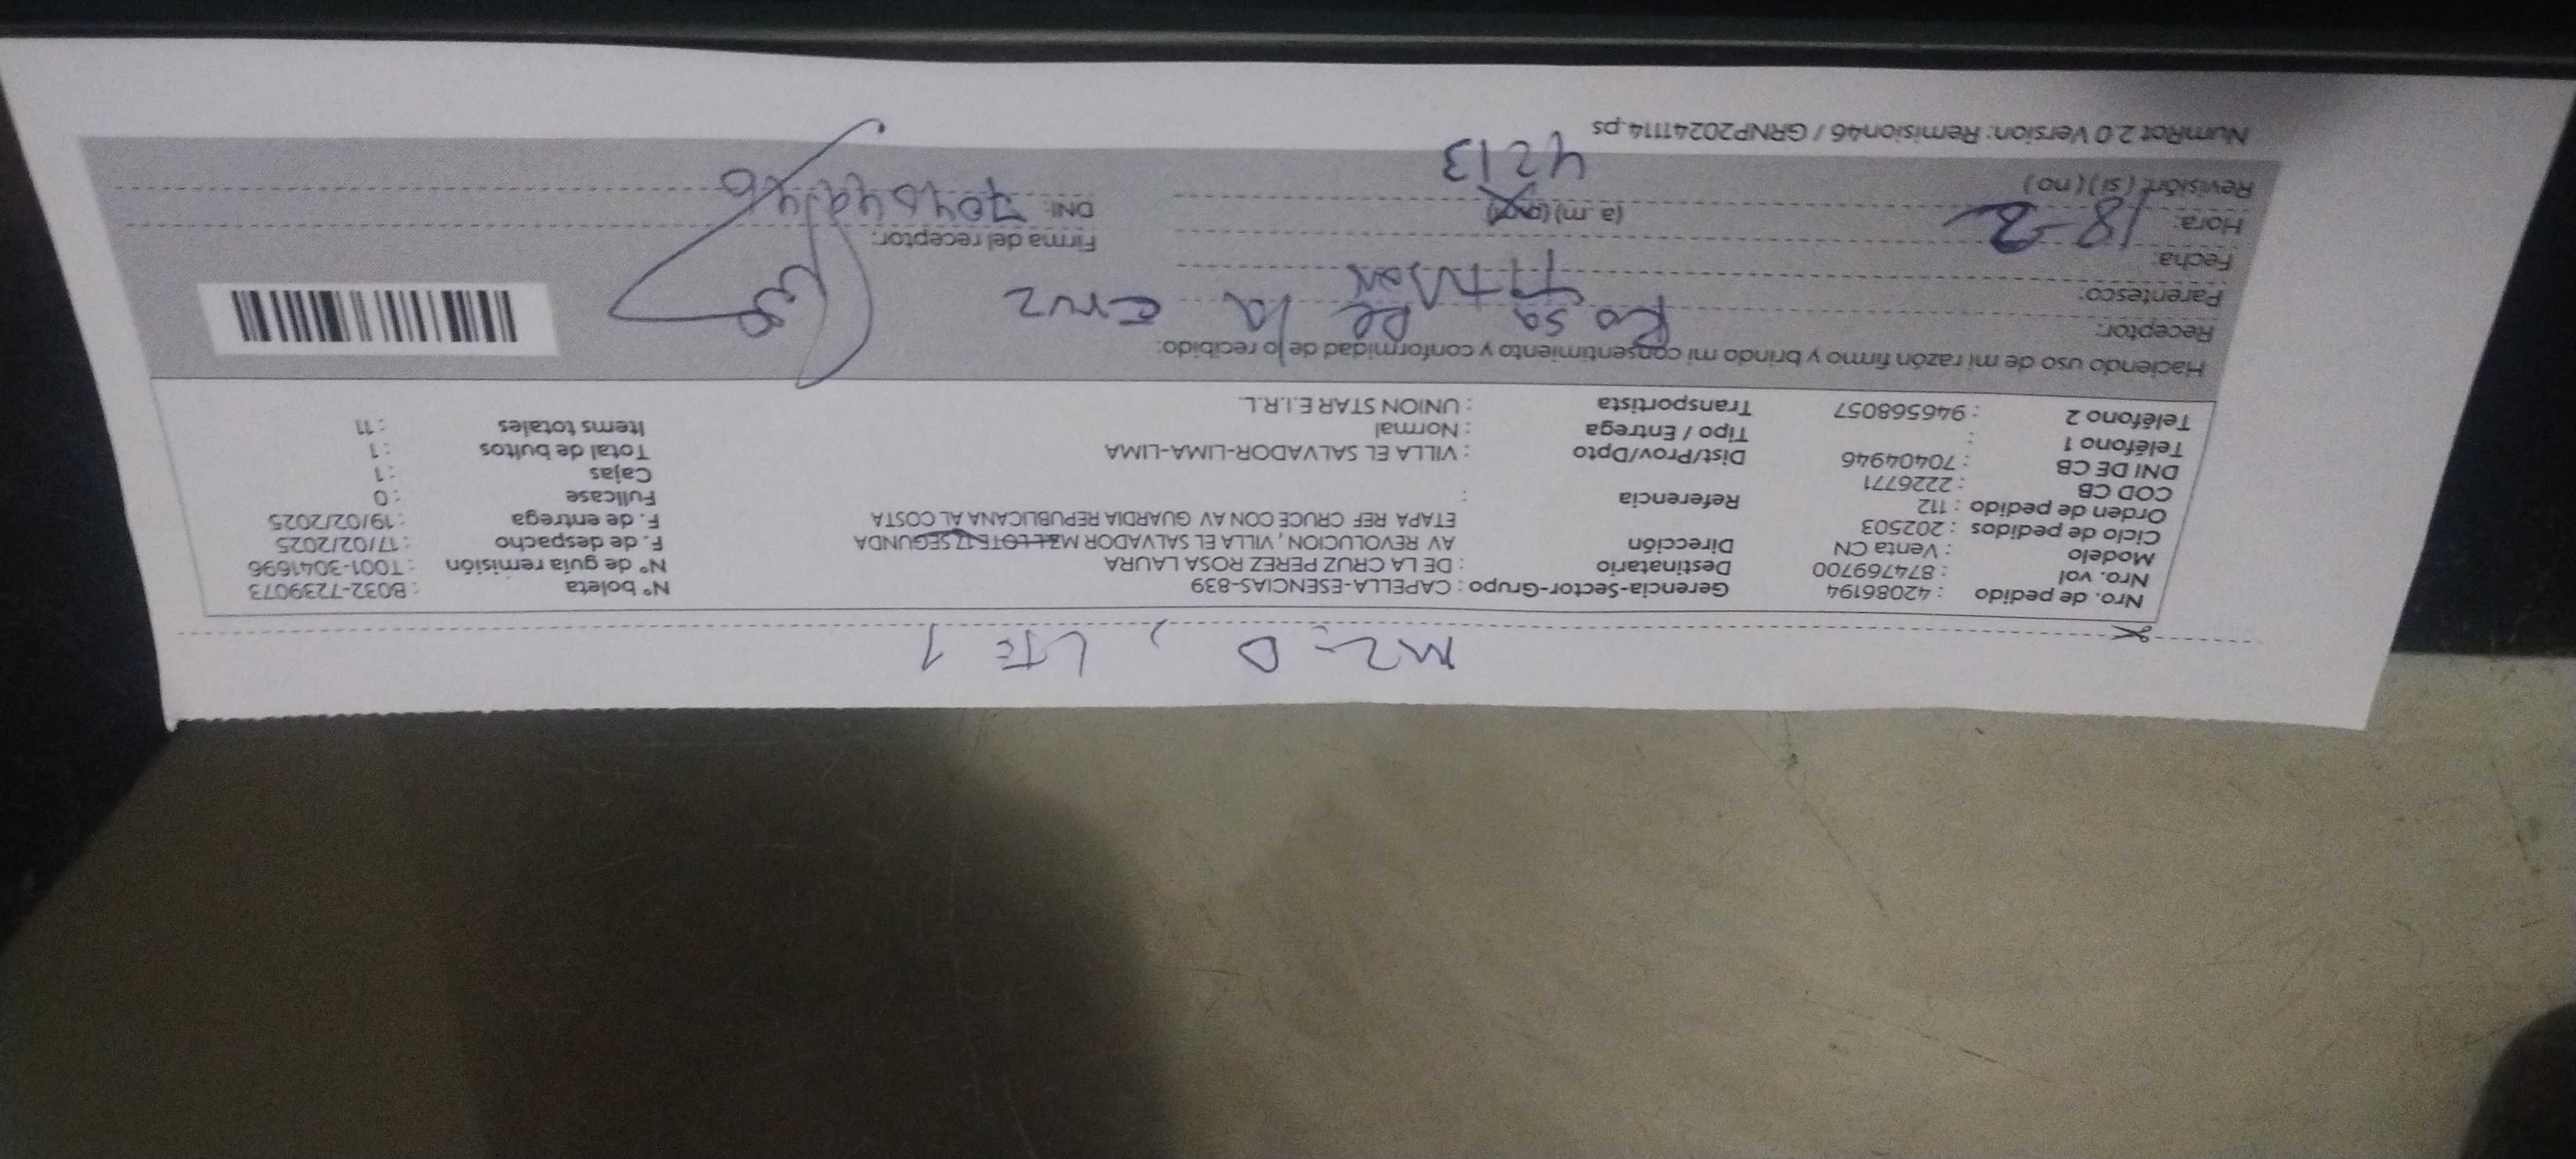 Mz = D , LTE 1
Nro. de pedido : 42086194 Gerencia-Sector-Grupo : CAPELLA-ESENCIAS-839 N° boleta : B032-7239073
Nro. vol : 874769700 Destinatario : DE LA CRUZ PEREZ ROSA LAURA N° de guía remisión : T001-3041696
Modelo : Venta CN Dirección AV REVOLUCION, VILLA EL SALVADOR MZ L LOTE 17 SEGUNDA F. de despacho : 17/02/2025
Ciclo de pedidos : 202503 ETAPA REF CRUCE CON AV GUARDIA REPUBLICANA AL COSTA F. de entrega : 19/02/2025
Orden de pedido : 112 Referencia : Fullcase : 0
COD CB : 2226771 Cajas : 1
DNI DE CB : 70404946 Dist/Prov/Dpto : VILLA EL SALVADOR-LIMA-LIMA Total de bultos : 1
Teléfono 1 : Tipo / Entrega : Normal Items totales : 11
Teléfono 2 : 946568057 Transportista : UNION STAR E.I.R.L.
Haciendo uso de mi razón firmo y brindo mi consentimiento y conformidad de lo recibido:
Receptor: Rosa De la Cruz
Parentesco:
Fecha: 18-2 Firma del receptor:
Hora: (a. m) DNI:
Revisión: (si) (no) 4213
NumRot 2.0 Version: Remision46 / GRNP20241114.ps